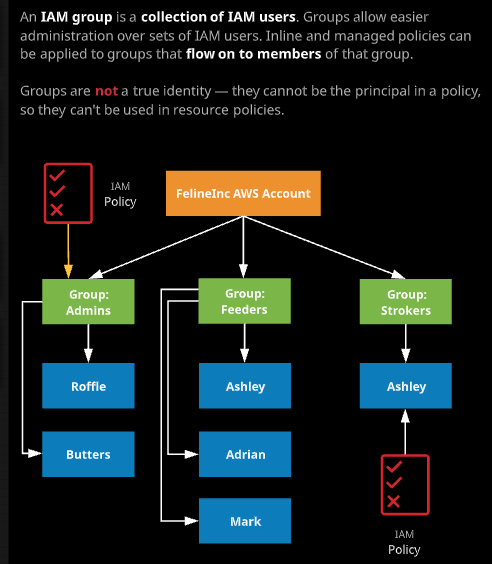 An IAM group is a collection of IAM users. Groups allow easier
administration over sets of IAM users. Inline and managed policies can
be applied to groups that flow on to members of that group.
Groups are not a true identity — they cannot be the principal in a policy,
so they can't be used in resource policies.
IAM
Policy
FelineInc AWS Account
Group:
Admins
Group:
Feeders
Group:
Strokers
Roffle
Ashley
Ashley
Butters
Adrian
Mark
IAM
Policy